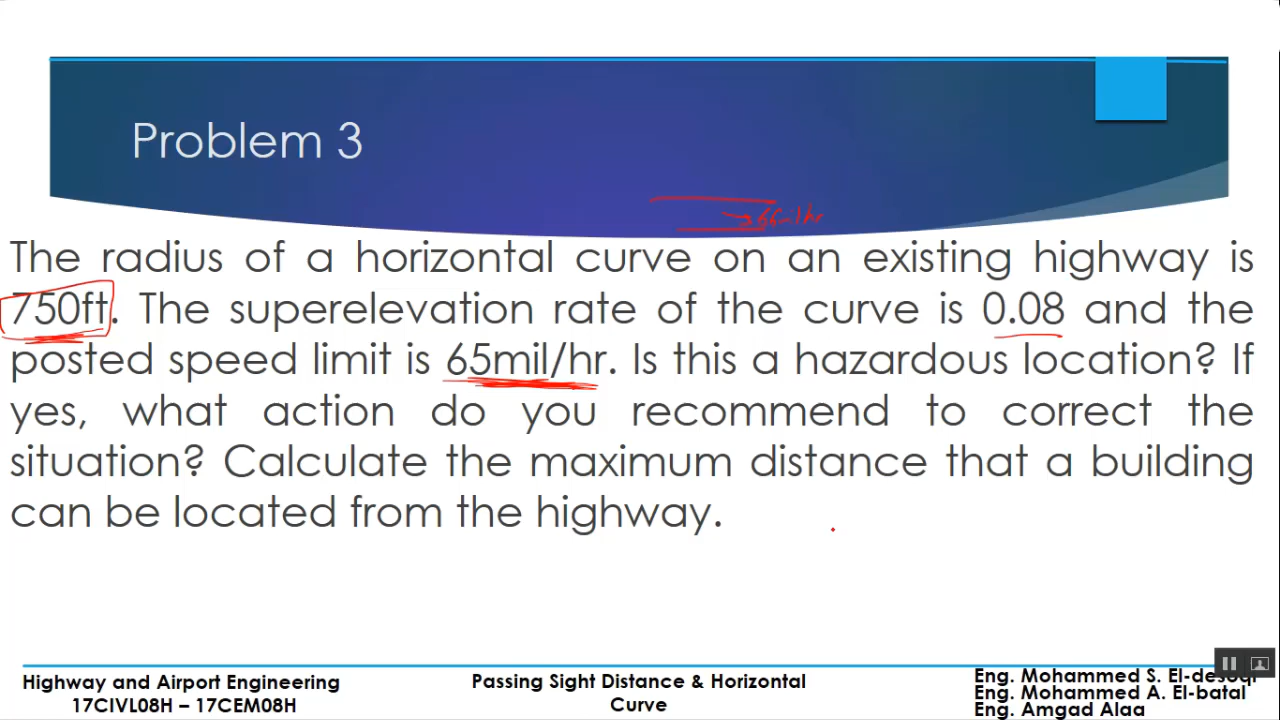 Problem 3
The radius of a horizontal curve on an existing highway is
750ft. The superelevation rate of the curve is 0.08 and the
posted speed limit is 65mil/hr. Is this a hazardous location? If
yes, what action do you recommend to correct the
situation? Calculate the maximum distance that a building
can be located from the highway.
Highway and Airport Engineering
17CIVL08H – 17CEM08H
Passing Sight Distance & Horizontal
Curve
Eng. Mohammed S. El-desoqi
Eng. Mohammed A. El-batal
Eng. Amgad Alaa